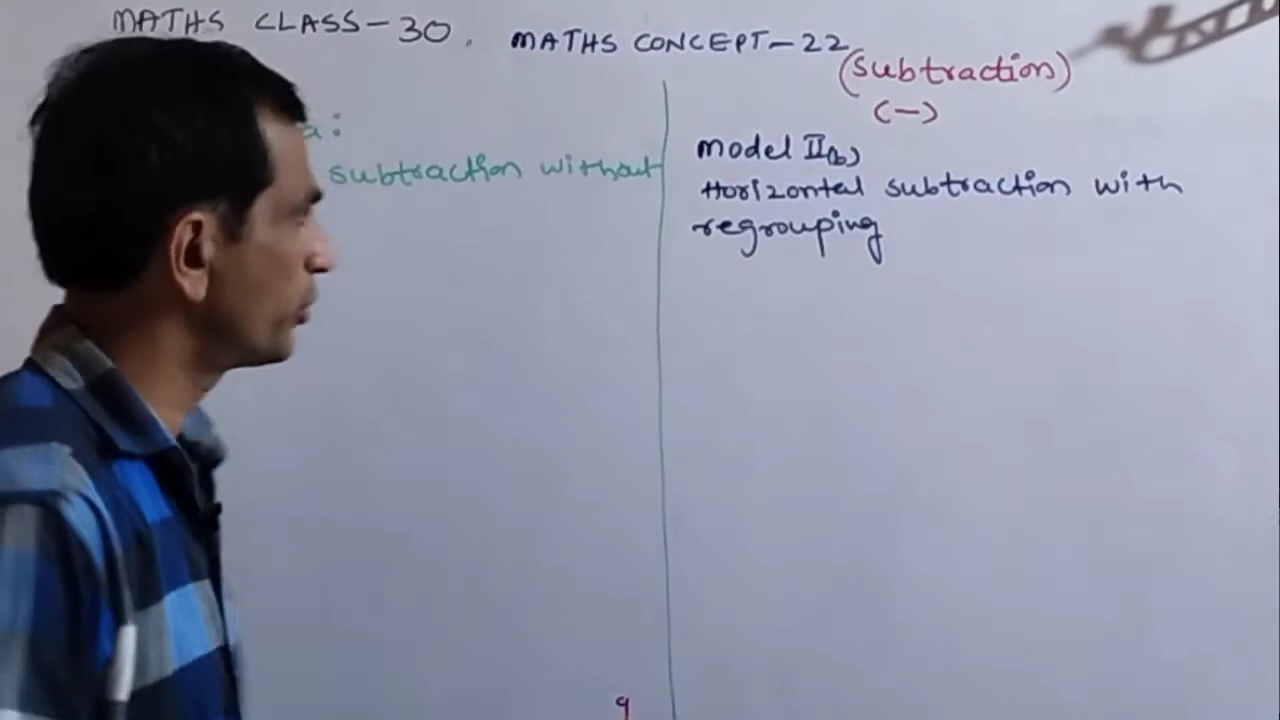 MATHS CLASS-30. MATHS CONCEPT-22
(subtraction)
(-)
a:
subtraction without
model II(b)
Horizontal subtraction with
regrouping
9